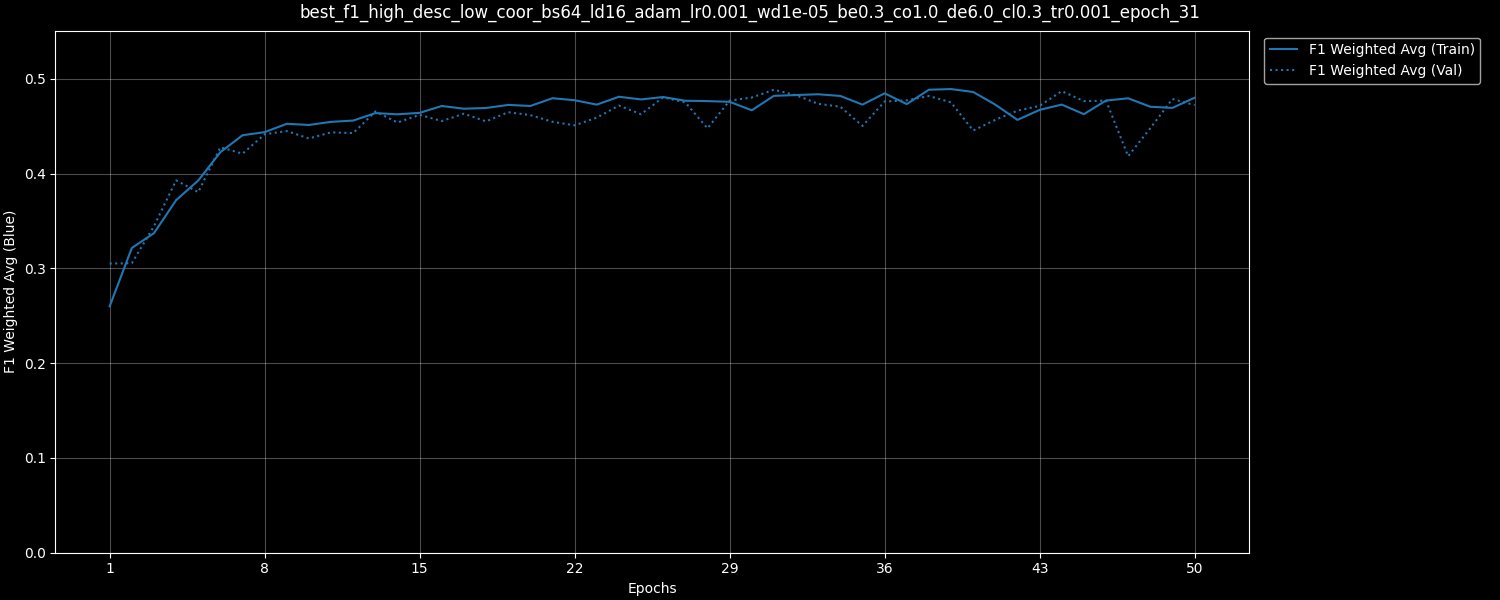 best_f1_high_desc_low_coor_bs64_ld16_adam_lr0.001_wd1e-05_be0.3_co1.0_de6.0_cl0.3_tr0.001_epoch_31
F1 Weighted Avg (Train)
F1 Weighted Avg (Val)
F1 Weighted Avg (Blue)
0.5
0.4
0.3
0.2
0.1
0.0
1 8 15 22 29 36 43 50
Epochs